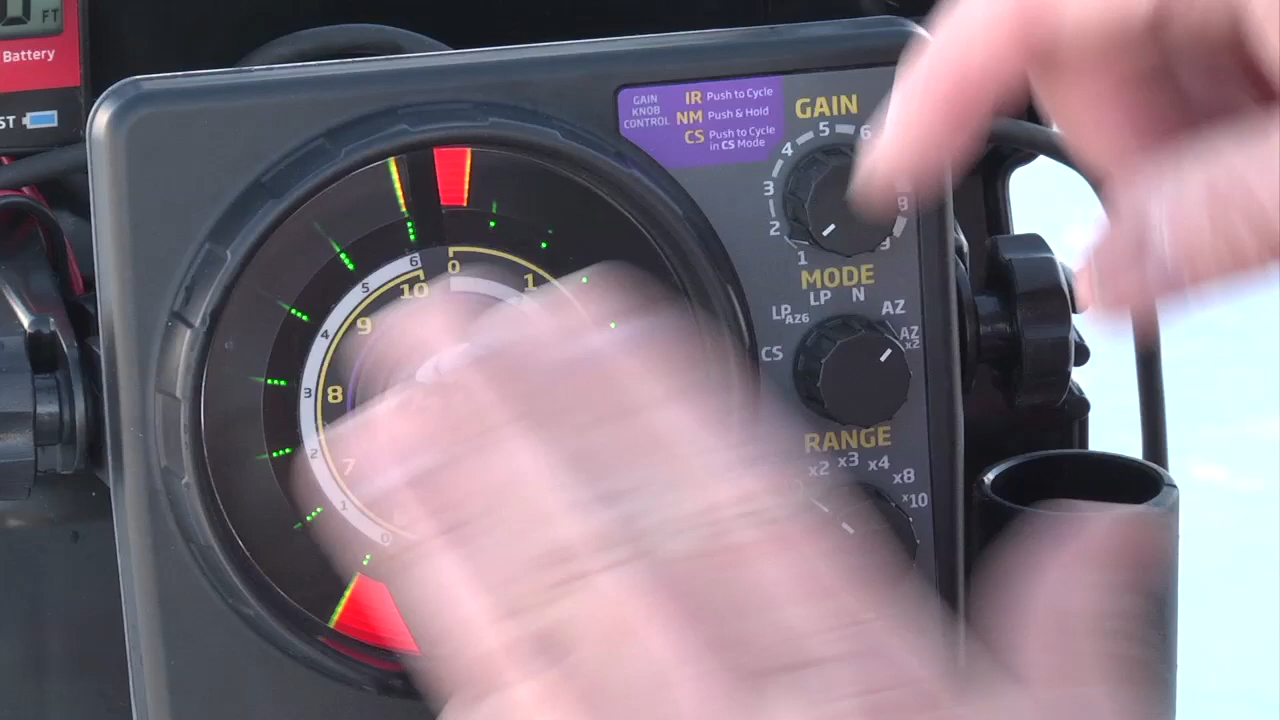 0 FT
Battery
ST
GAIN
KNOB
CONTROL
IR Push to Cycle
NM Push & Hold
CS Push to Cycle
in CS Mode
GAIN
1 2 3 4 5 6 8 9
MODE
CS LP AZ6 LP N AZ AZ x2
RANGE
x2 x3 x4 x8 x10
0 1 7 8 9 10
0 1 2 3 4 5 6